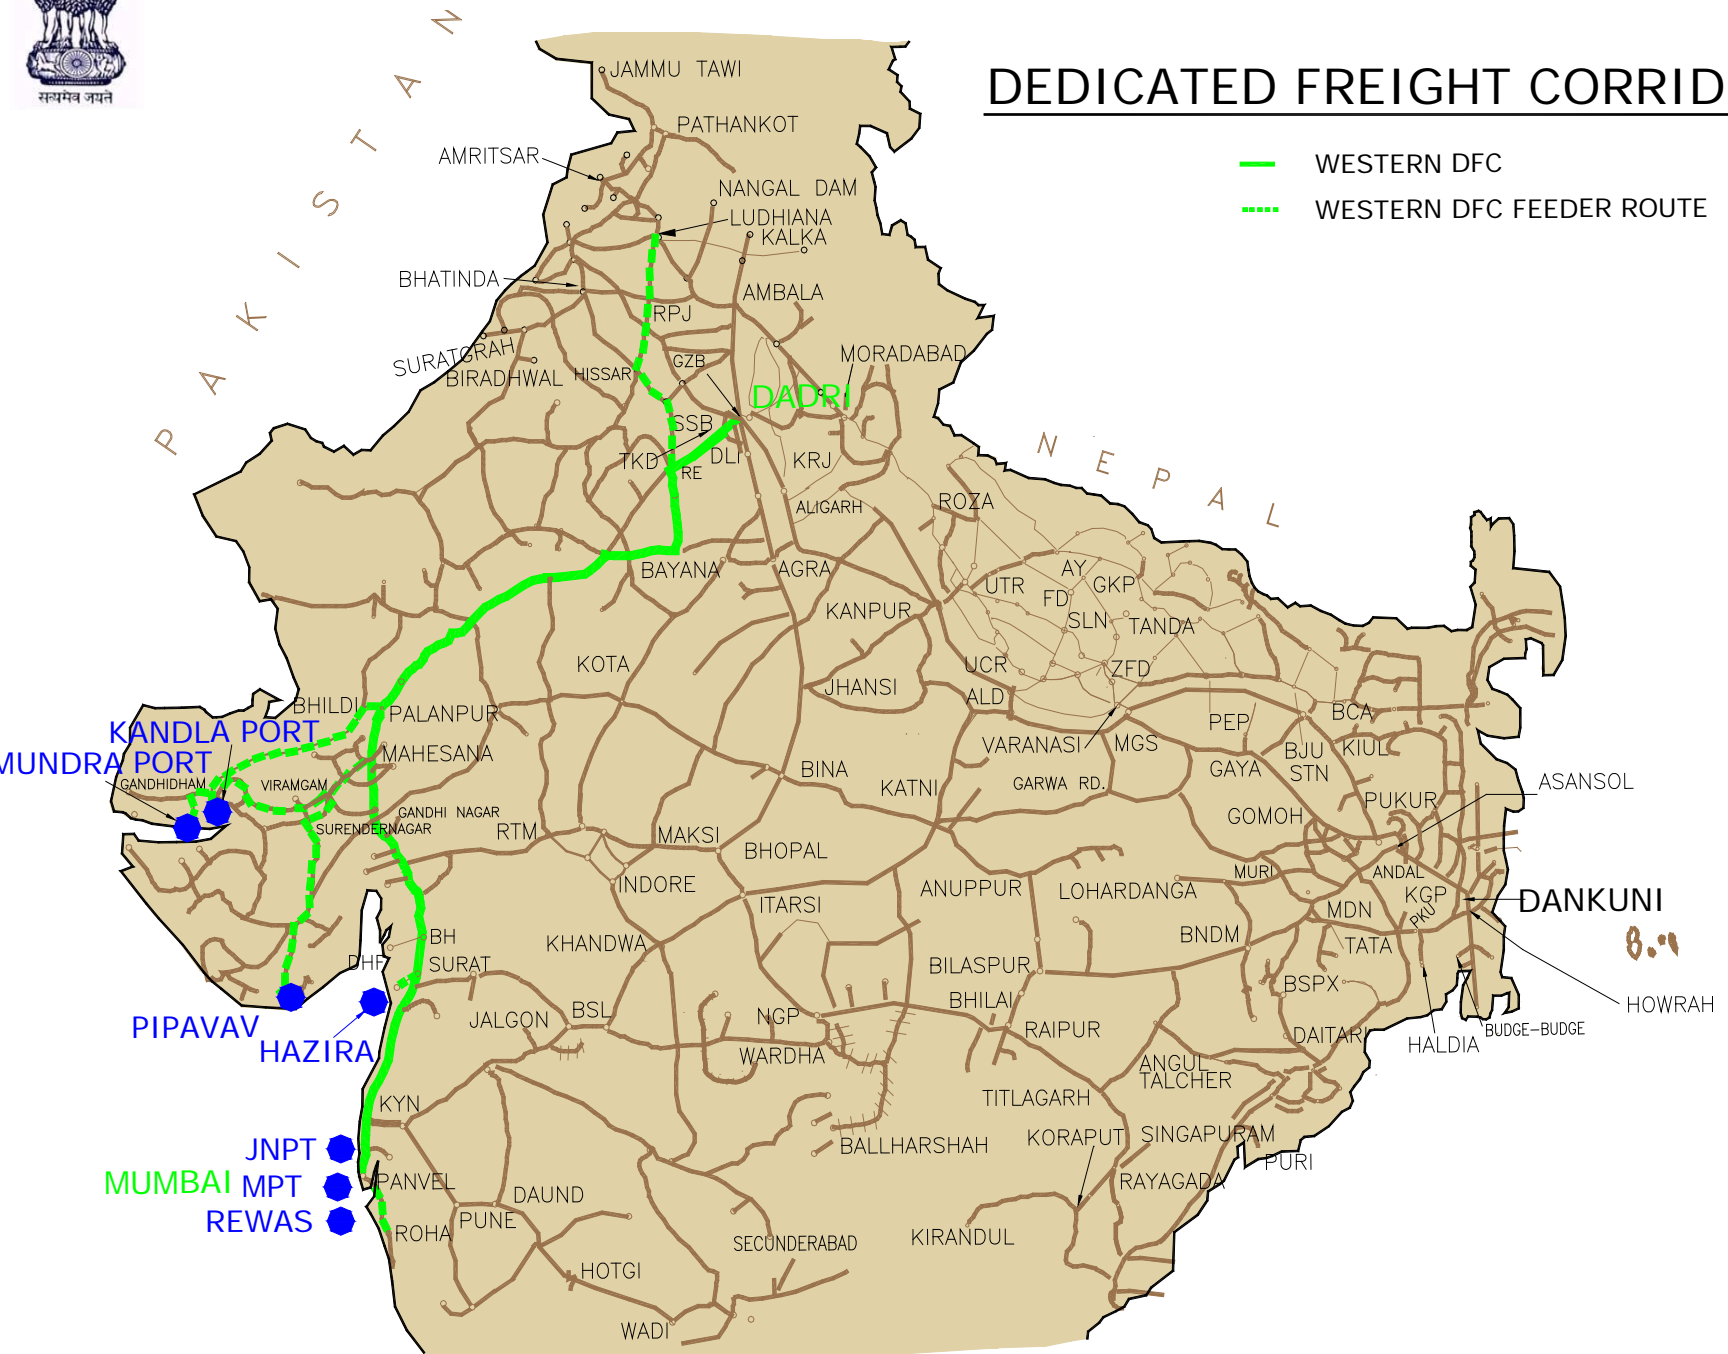 सत्यमेव जयते
DEDICATED FREIGHT CORRID
WESTERN DFC
WESTERN DFC FEEDER ROUTE
PAKISTAN
NEPAL
JAMMU TAWI
PATHANKOT
AMRITSAR
NANGAL DAM
LUDHIANA
KALKA
BHATINDA
AMBALA
RPJ
SURATGRAH
BIRADHWAL
HISSAR
GZB
MORADABAD
DADRI
SSB
TKD
DLI
RE
KRJ
ALIGARH
ROZA
BAYANA
AGRA
UTR
AY
GKP
FD
KANPUR
SLN
TANDA
KOTA
UCR
ZFD
JHANSI
ALD
BHILDI
PALANPUR
PEP
BCA
KANDLA PORT
MUNDRA PORT
MAHESANA
VARANASI
MGS
BJU
KIUL
STN
GANDHIDHAM
VIRAMGAM
BINA
KATNI
GARWA RD.
GAYA
ASANSOL
PUKUR
GOMOH
GANDHI NAGAR
SURENDERNAGAR
RTM
MAKSI
BHOPAL
INDORE
ITARSI
ANUPPUR
LOHARDANGA
MURI
ANDAL
KGP
PKU
DANKUNI
MDN
TATA
BH
KHANDWA
BNDM
DHF
SURAT
BILASPUR
BHILAI
BSPX
HOWRAH
PIPAVAV
HAZIRA
JALGON
BSL
NGP
WARDHA
RAIPUR
DAITARI
HALDIA
BUDGE-BUDGE
ANGUL
TALCHER
KYN
TITLAGARH
JNPT
BALLHARSHAH
KORAPUT
SINGAPURAM
PURI
MUMBAI
MPT
PANVEL
DAUND
RAYAGADA
REWAS
ROHA
PUNE
SECUNDERABAD
KIRANDUL
HOTGI
WADI